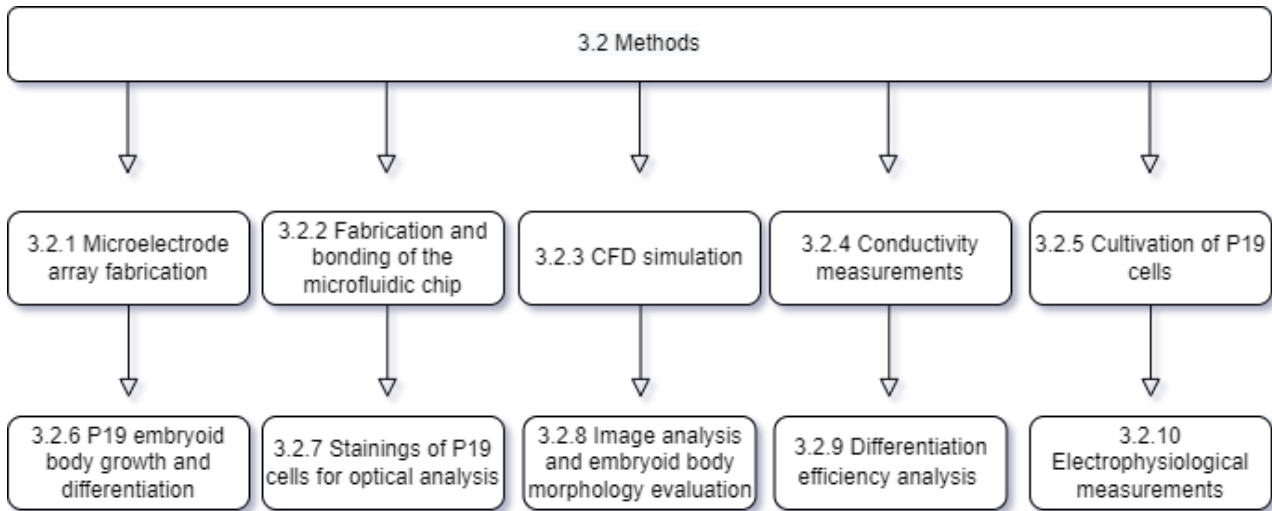 3.2 Methods
3.2.1 Microelectrode
array fabrication
3.2.2 Fabrication and
bonding of the
microfluidic chip
3.2.3 CFD simulation
3.2.4 Conductivity
measurements
3.2.5 Cultivation of P19
cells
3.2.6 P19 embryoid
body growth and
differentiation
3.2.7 Stainings of P19
cells for optical analysis
3.2.8 Image analysis
and embryoid body
morphology evaluation
3.2.9 Differentiation
efficiency analysis
3.2.10
Electrophysiological
measurements